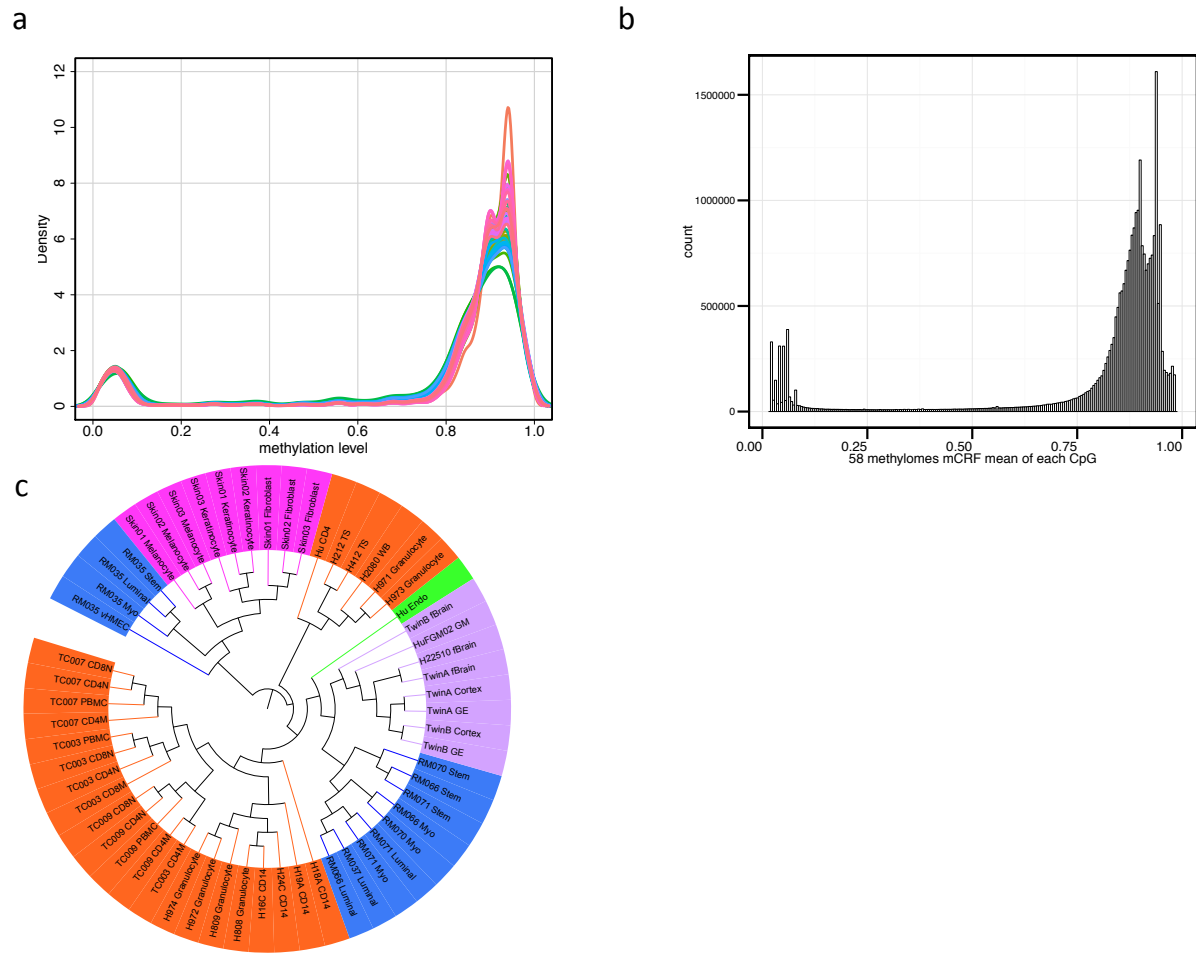 a
b
12
10
8
6
4
2
0
Density
0.0 0.2 0.4 0.6 0.8 1.0
methylation level
1500000
1000000
500000
0
count
0.00 0.25 0.50 0.75 1.00
58 methylomes mCRF mean of each CpG
c
RM035 vHMEC
RM035 Myo
RM035 Luminal
RM035 Stem
Skin01 Melanocyte
Skin02 Melanocyte
Skin03 Melanocyte
Skin03 Keratinocyte
Skin01 Keratinocyte
Skin02 Keratinocyte
Skin01 Fibroblast
Skin02 Fibroblast
Skin03 Fibroblast
Hu CD4
H212 TS
H412 TS
H2080 WB
H971 Granulocyte
H973 Granulocyte
Hu Endo
TwinB fBrain
HuFGM02 GM
H22510 fBrain
TwinA fBrain
TwinA Cortex
TwinA GE
TwinB Cortex
TwinB GE
RM070 Stem
RM066 Stem
RM071 Stem
RM066 Myo
RM070 Myo
RM071 Luminal
RM071 Myo
RM037 Luminal
RM066 Luminal
H18A CD14
H19A CD14
H24C CD14
H16C CD14
H808 Granulocyte
H809 Granulocyte
H972 Granulocyte
H974 Granulocyte
TC003 CD4M
TC009 CD4M
TC009 PBMC
TC009 CD4N
TC009 CD8N
TC003 CD8M
TC003 CD4N
TC003 CD8N
TC003 PBMC
TC007 CD4M
TC007 PBMC
TC007 CD4N
TC007 CD8N